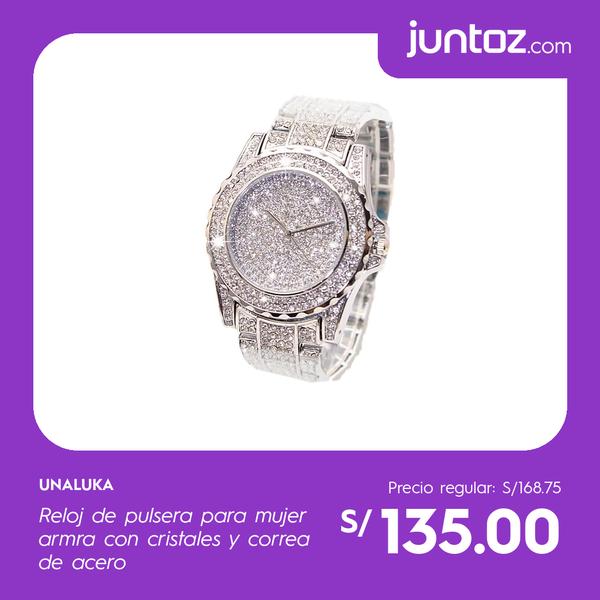 juntoz.com
UNALUKA
Reloj de pulsera para mujer
armra con cristales y correa
de acero
Precio regular: S/168.75
S/135.00